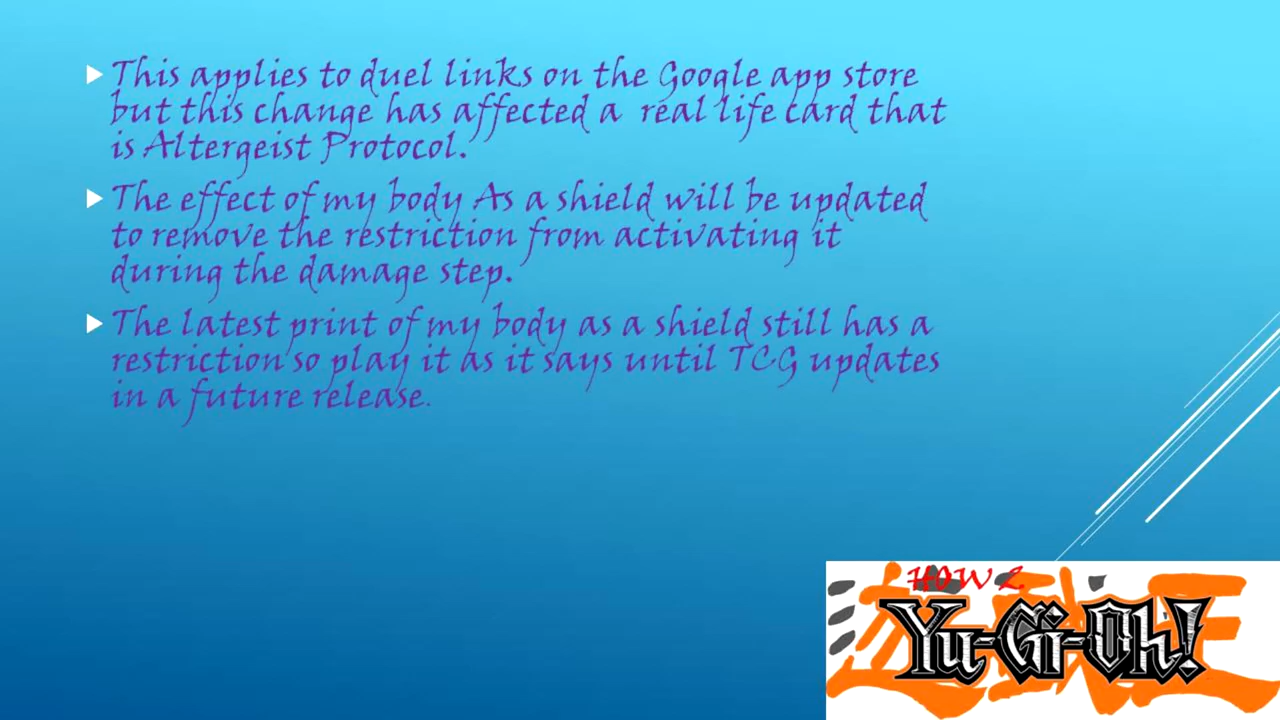 This applies to duel links on the Google app store
but this change has affected a real life card that
is Altergeist Protocol.
The effect of my body As a shield will be updated
to remove the restriction from activating it
during the damage step.
The latest print of my body as a shield still has a
restriction so play it as it says until TCG updates
in a future release.
HOW 2
Yu-Gi-Oh!